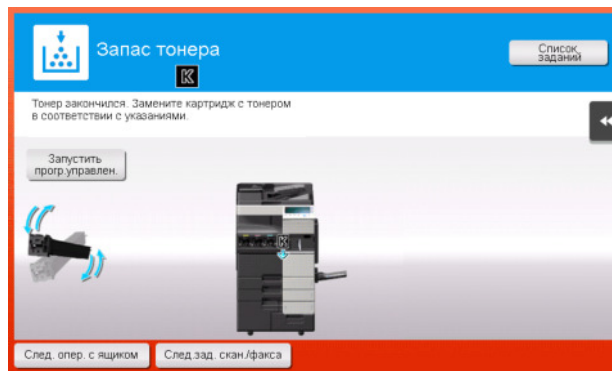 Запас тонера
K
Список
заданий
Тонер закончился. Замените картридж с тонером
в соответствии с указаниями.
Запустить
прогр.управлен.
K
След. опер. с ящиком
След.зад. скан./факса